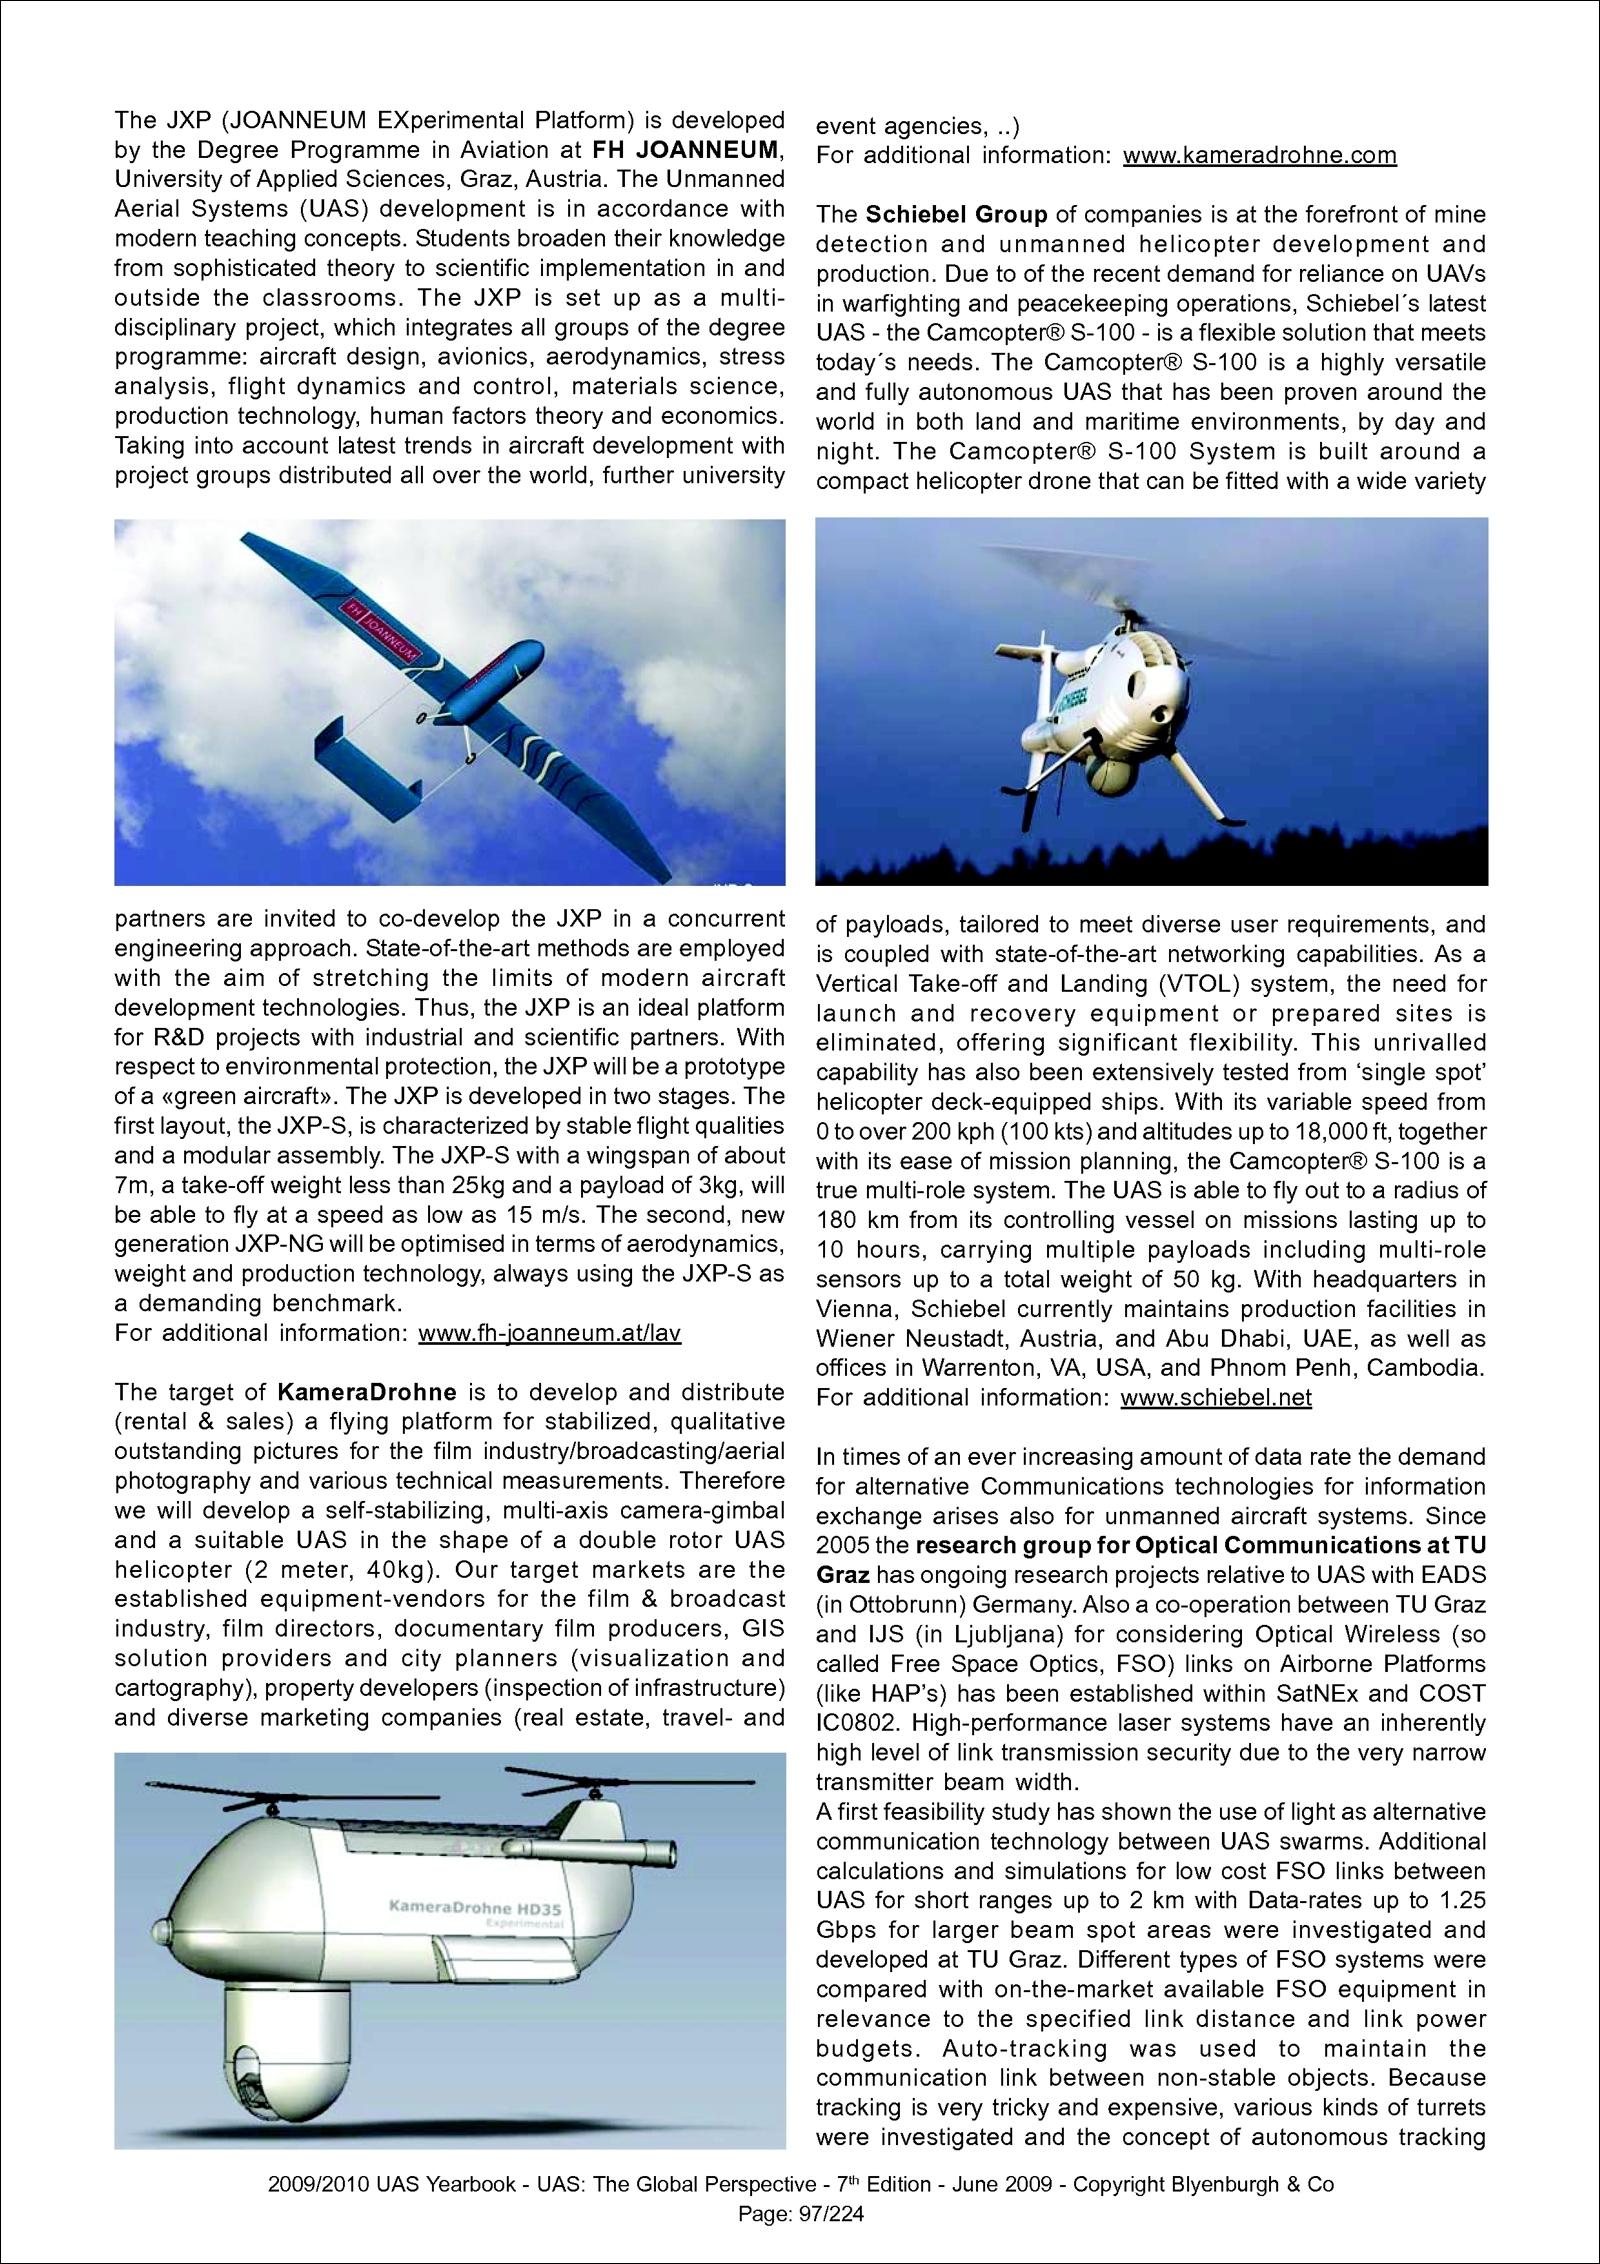 The JXP (JOANNEUM EXperimental Platform) is developed
by the Degree Programme in Aviation at FH JOANNEUM,
University of Applied Sciences, Graz, Austria. The Unmanned
Aerial Systems (UAS) development is in accordance with
modern teaching concepts. Students broaden their knowledge
from sophisticated theory to scientific implementation in and
outside the classrooms. The JXP is set up as a multi-
disciplinary project, which integrates all groups of the degree
programme: aircraft design, avionics, aerodynamics, stress
analysis, flight dynamics and control, materials science,
production technology, human factors theory and economics.
Taking into account latest trends in aircraft development with
project groups distributed all over the world, further university
FH JOANNEUM
partners are invited to co-develop the JXP in a concurrent
engineering approach. State-of-the-art methods are employed
with the aim of stretching the limits of modern aircraft
development technologies. Thus, the JXP is an ideal platform
for R&D projects with industrial and scientific partners. With
respect to environmental protection, the JXP will be a prototype
of a «green aircraft». The JXP is developed in two stages. The
first layout, the JXP-S, is characterized by stable flight qualities
and a modular assembly. The JXP-S with a wingspan of about
7m, a take-off weight less than 25kg and a payload of 3kg, will
be able to fly at a speed as low as 15 m/s. The second, new
generation JXP-NG will be optimised in terms of aerodynamics,
weight and production technology, always using the JXP-S as
a demanding benchmark.
For additional information: www.fh-joanneum.at/lav
The target of KameraDrohne is to develop and distribute
(rental & sales) a flying platform for stabilized, qualitative
outstanding pictures for the film industry/broadcasting/aerial
photography and various technical measurements. Therefore
we will develop a self-stabilizing, multi-axis camera-gimbal
and a suitable UAS in the shape of a double rotor UAS
helicopter (2 meter, 40kg). Our target markets are the
established equipment-vendors for the film & broadcast
industry, film directors, documentary film producers, GIS
solution providers and city planners (visualization and
cartography), property developers (inspection of infrastructure)
and diverse marketing companies (real estate, travel- and
KameraDrohne HD35
Experimental
event agencies, ..)
For additional information: www.kameradrohne.com
The Schiebel Group of companies is at the forefront of mine
detection and unmanned helicopter development and
production. Due to of the recent demand for reliance on UAVs
in warfighting and peacekeeping operations, Schiebel´s latest
UAS - the Camcopter® S-100 - is a flexible solution that meets
today´s needs. The Camcopter® S-100 is a highly versatile
and fully autonomous UAS that has been proven around the
world in both land and maritime environments, by day and
night. The Camcopter® S-100 System is built around a
compact helicopter drone that can be fitted with a wide variety
SCHIEBEL
of payloads, tailored to meet diverse user requirements, and
is coupled with state-of-the-art networking capabilities. As a
Vertical Take-off and Landing (VTOL) system, the need for
launch and recovery equipment or prepared sites is
eliminated, offering significant flexibility. This unrivalled
capability has also been extensively tested from ‘single spot’
helicopter deck-equipped ships. With its variable speed from
0 to over 200 kph (100 kts) and altitudes up to 18,000 ft, together
with its ease of mission planning, the Camcopter® S-100 is a
true multi-role system. The UAS is able to fly out to a radius of
180 km from its controlling vessel on missions lasting up to
10 hours, carrying multiple payloads including multi-role
sensors up to a total weight of 50 kg. With headquarters in
Vienna, Schiebel currently maintains production facilities in
Wiener Neustadt, Austria, and Abu Dhabi, UAE, as well as
offices in Warrenton, VA, USA, and Phnom Penh, Cambodia.
For additional information: www.schiebel.net
In times of an ever increasing amount of data rate the demand
for alternative Communications technologies for information
exchange arises also for unmanned aircraft systems. Since
2005 the research group for Optical Communications at TU
Graz has ongoing research projects relative to UAS with EADS
(in Ottobrunn) Germany. Also a co-operation between TU Graz
and IJS (in Ljubljana) for considering Optical Wireless (so
called Free Space Optics, FSO) links on Airborne Platforms
(like HAP’s) has been established within SatNEx and COST
IC0802. High-performance laser systems have an inherently
high level of link transmission security due to the very narrow
transmitter beam width.
A first feasibility study has shown the use of light as alternative
communication technology between UAS swarms. Additional
calculations and simulations for low cost FSO links between
UAS for short ranges up to 2 km with Data-rates up to 1.25
Gbps for larger beam spot areas were investigated and
developed at TU Graz. Different types of FSO systems were
compared with on-the-market available FSO equipment in
relevance to the specified link distance and link power
budgets. Auto-tracking was used to maintain the
communication link between non-stable objects. Because
tracking is very tricky and expensive, various kinds of turrets
were investigated and the concept of autonomous tracking
2009/2010 UAS Yearbook - UAS: The Global Perspective - 7th Edition - June 2009 - Copyright Blyenburgh & Co
Page: 97/224